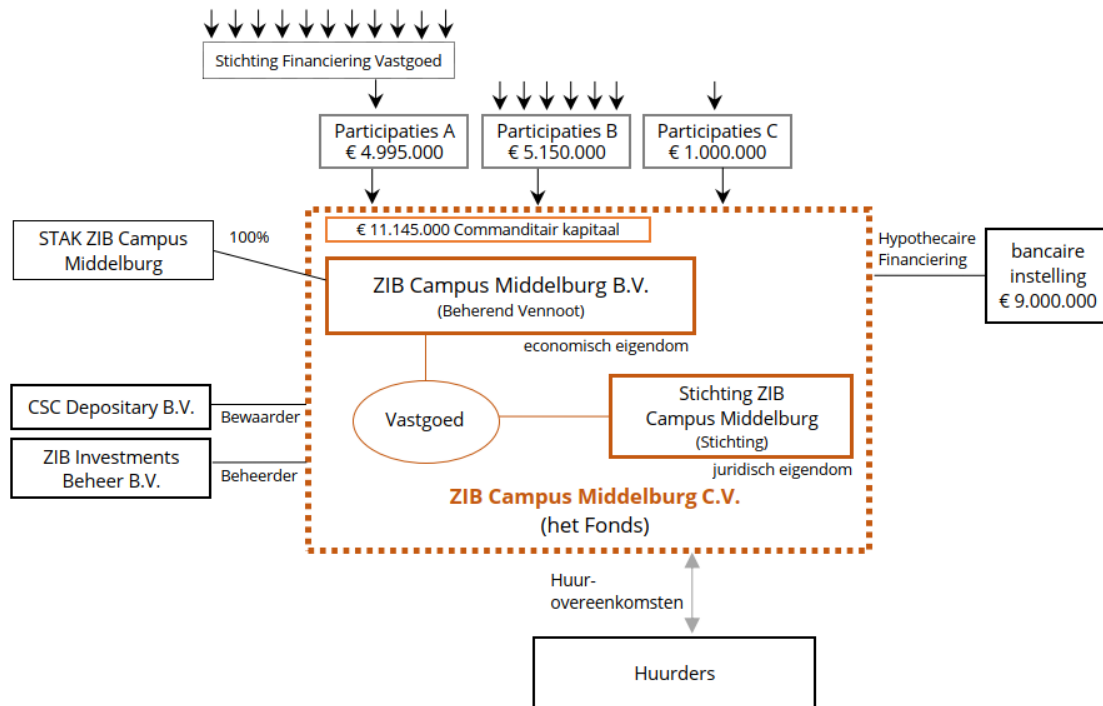 Stichting Financiering Vastgoed
Participaties A
€ 4.995.000
Participaties B
€ 5.150.000
Participaties C
€ 1.000.000
€ 11.145.000 Commanditair kapitaal
STAK ZIB Campus
Middelburg
100%
ZIB Campus Middelburg B.V.
(Beherend Vennoot)
economisch eigendom
Hypothecaire
Financiering
bancaire
instelling
€ 9.000.000
CSC Depositary B.V.
Bewaarder
ZIB Investments
Beheer B.V.
Beheerder
Vastgoed
Stichting ZIB
Campus Middelburg
(Stichting)
juridisch eigendom
ZIB Campus Middelburg C.V.
(het Fonds)
Huur-
overeenkomsten
Huurders